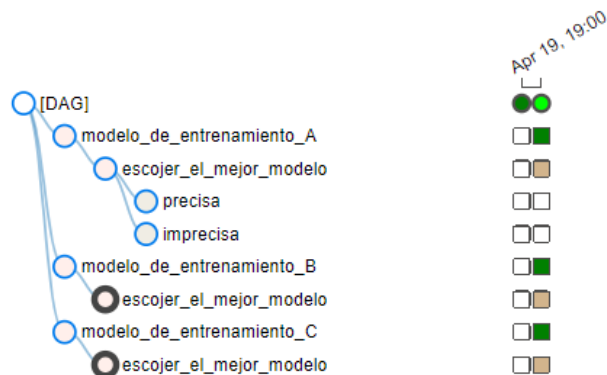 Apr 19, 19:00
[DAG]
modelo_de_entrenamiento_A
escojer_el_mejor_modelo
precisa
imprecisa
modelo_de_entrenamiento_B
escojer_el_mejor_modelo
modelo_de_entrenamiento_C
escojer_el_mejor_modelo